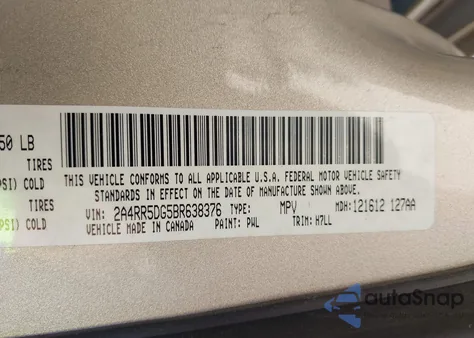 50 LB
TIRES
PSI) COLD
TIRES
PSI) COLD
THIS VEHICLE CONFORMS TO ALL APPLICABLE U.S.A. FEDERAL MOTOR VEHICLE SAFETY
STANDARDS IN EFFECT ON THE DATE OF MANUFACTURE SHOWN ABOVE.
VIN: 2A4RR5DG5BR638376 TYPE: MPV MDH: 121612 127AA
VEHICLE MADE IN CANADA PAINT: PWL TRIM: H7LL
autoSnap